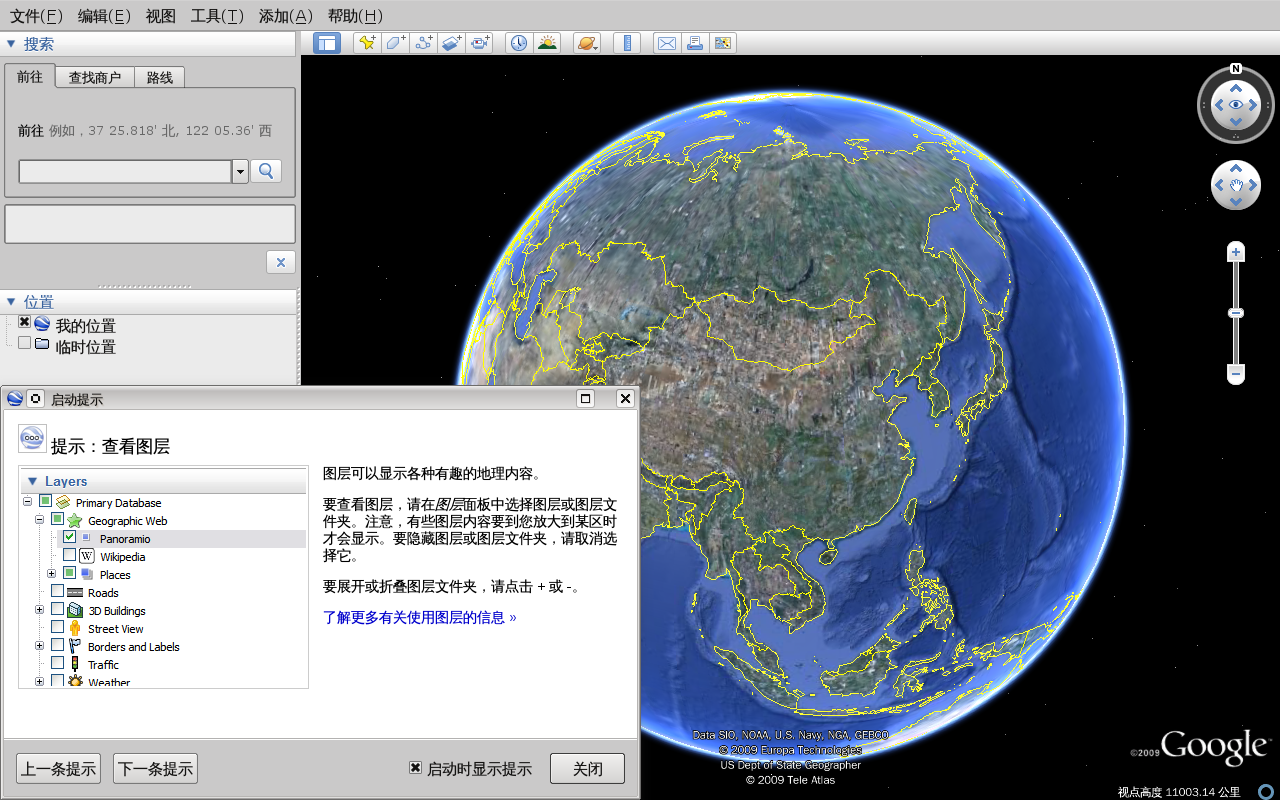 文件(F) 编辑(E) 视图 工具(T) 添加(A) 帮助(H)
搜索
前往 查找商户 路线
前往 例如，37 25.818' 北, 122 05.36' 西
位置
我的位置
临时位置
N
启动提示
提示：查看图层
Layers
Primary Database
Geographic Web
Panoramio
W Wikipedia
Places
Roads
3D Buildings
Street View
Borders and Labels
Traffic
Weather
图层可以显示各种有趣的地理内容。
要查看图层，请在图层面板中选择图层或图层文
件夹。注意，有些图层内容要到您放大到某区时
才会显示。要隐藏图层或图层文件夹，请取消选
择它。
要展开或折叠图层文件夹，请点击 + 或 -。
了解更多有关使用图层的信息 »
上一条提示 下一条提示 启动时显示提示 关闭
Data SIO, NOAA, U.S. Navy, NGA, GEBCO
© 2009 Europa Technologies
US Dept of State Geographer
© 2009 Tele Atlas
©2009 Google™
视点高度 11003.14 公里